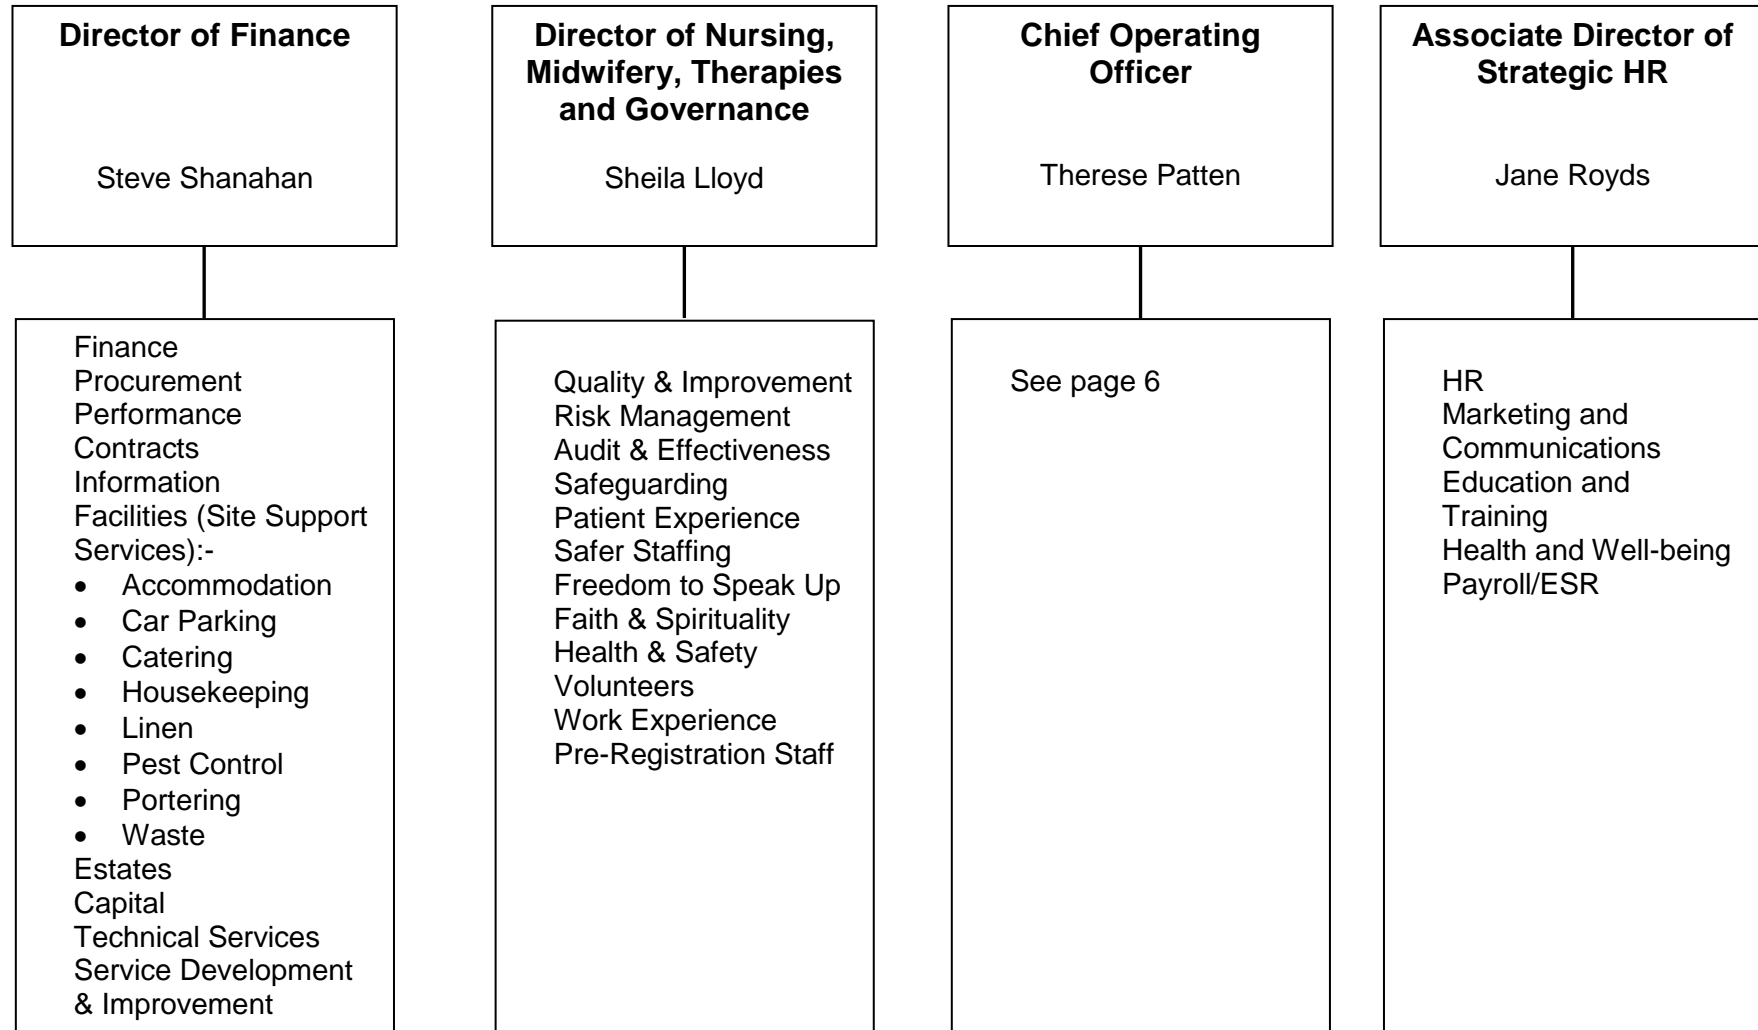 Director of Finance
Steve Shanahan
Finance
Procurement
Performance
Contracts
Information
Facilities (Site Support
Services):-
• Accommodation
• Car Parking
• Catering
• Housekeeping
• Linen
• Pest Control
• Portering
• Waste
Estates
Capital
Technical Services
Service Development
& Improvement
Director of Nursing,
Midwifery, Therapies
and Governance
Sheila Lloyd
Quality & Improvement
Risk Management
Audit & Effectiveness
Safeguarding
Patient Experience
Safer Staffing
Freedom to Speak Up
Faith & Spirituality
Health & Safety
Volunteers
Work Experience
Pre-Registration Staff
Chief Operating
Officer
Therese Patten
See page 6
Associate Director of
Strategic HR
Jane Royds
HR
Marketing and
Communications
Education and
Training
Health and Well-being
Payroll/ESR